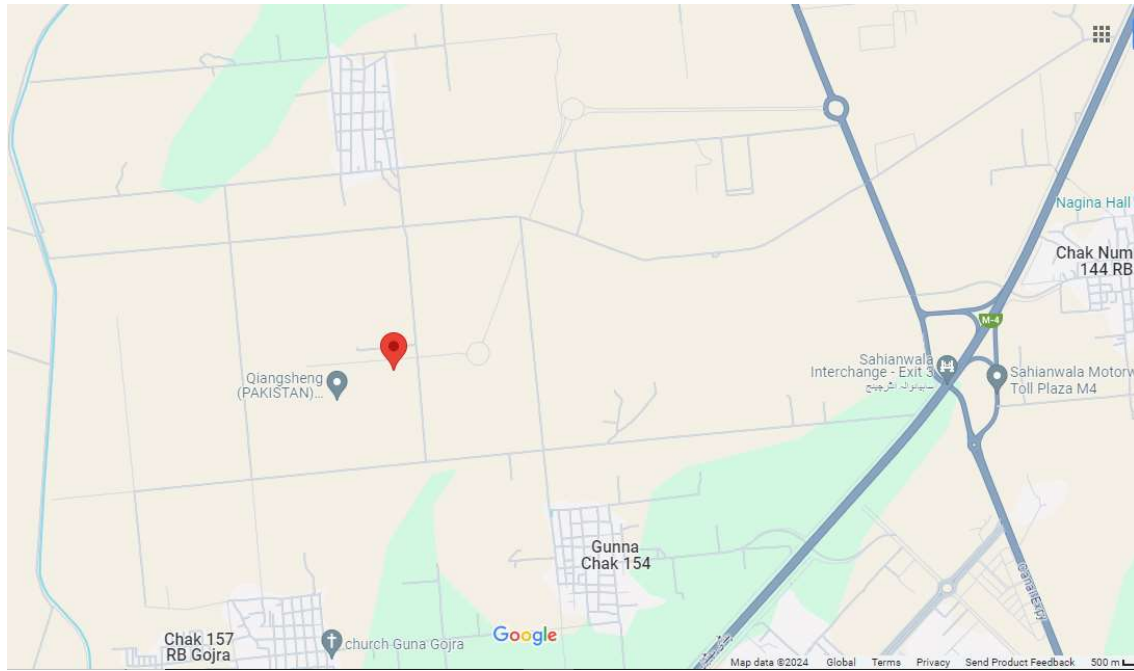 Nagina Hall
Chak Num
144 RB
M-4
Sahianwala
Interchange - Exit 3
Sahianwala Motorw
Toll Plaza M4
Qiangsheng
(PAKISTAN)...
Gunna
Chak 154
Canal Exp
Chak 157
RB Gojra
church Guna Gojra
Google
Map data ©2024 Global Terms Privacy Send Product Feedback 500 m